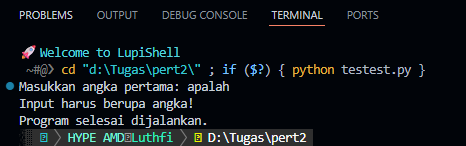 PROBLEMS OUTPUT DEBUG CONSOLE TERMINAL PORTS
🚀 Welcome to LupiShell
~#@❯ cd "d:\Tugas\pert2\" ; if ($?) { python testest.py }
Masukkan angka pertama: apalah
Input harus berupa angka!
Program selesai dijalankan.
HYPE AMD Luthfi D:\Tugas\pert2